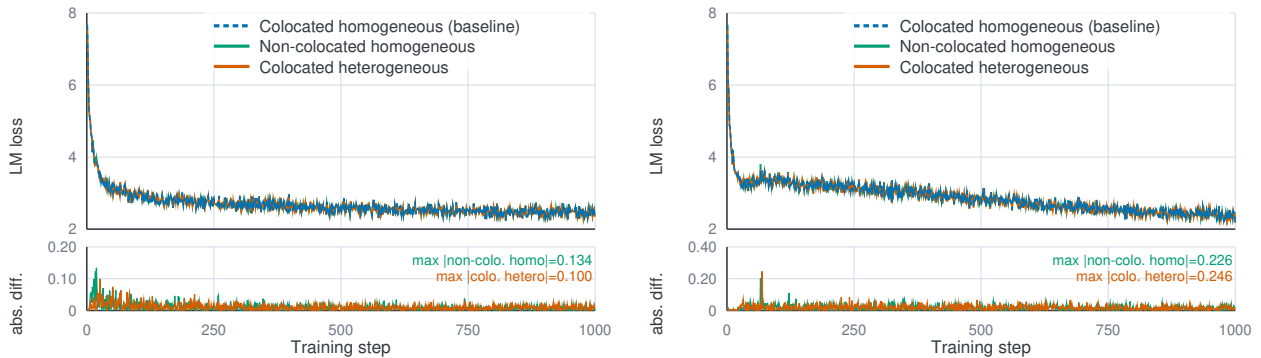 Colocated homogeneous (baseline)
Non-colocated homogeneous
Colocated heterogeneous
LM loss
8
6
4
2
abs. diff.
0.20
0.10
0
max |non-colo. homo|=0.134
max |colo. hetero|=0.100
0
250
500
750
1000
Training step
Colocated homogeneous (baseline)
Non-colocated homogeneous
Colocated heterogeneous
LM loss
8
6
4
2
abs. diff.
0.40
0.20
0
max |non-colo. homo|=0.226
max |colo. hetero|=0.246
0
250
500
750
1000
Training step